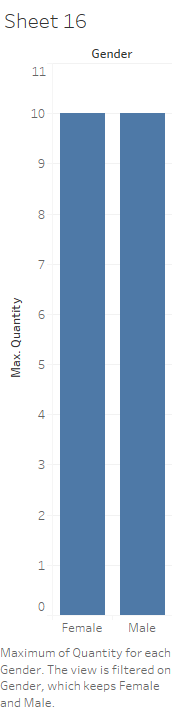 Sheet 16
Gender
11
10
9
8
7
6
5
4
3
2
1
0
Max. Quantity
Female Male
Maximum of Quantity for each
Gender. The view is filtered on
Gender, which keeps Female
and Male.